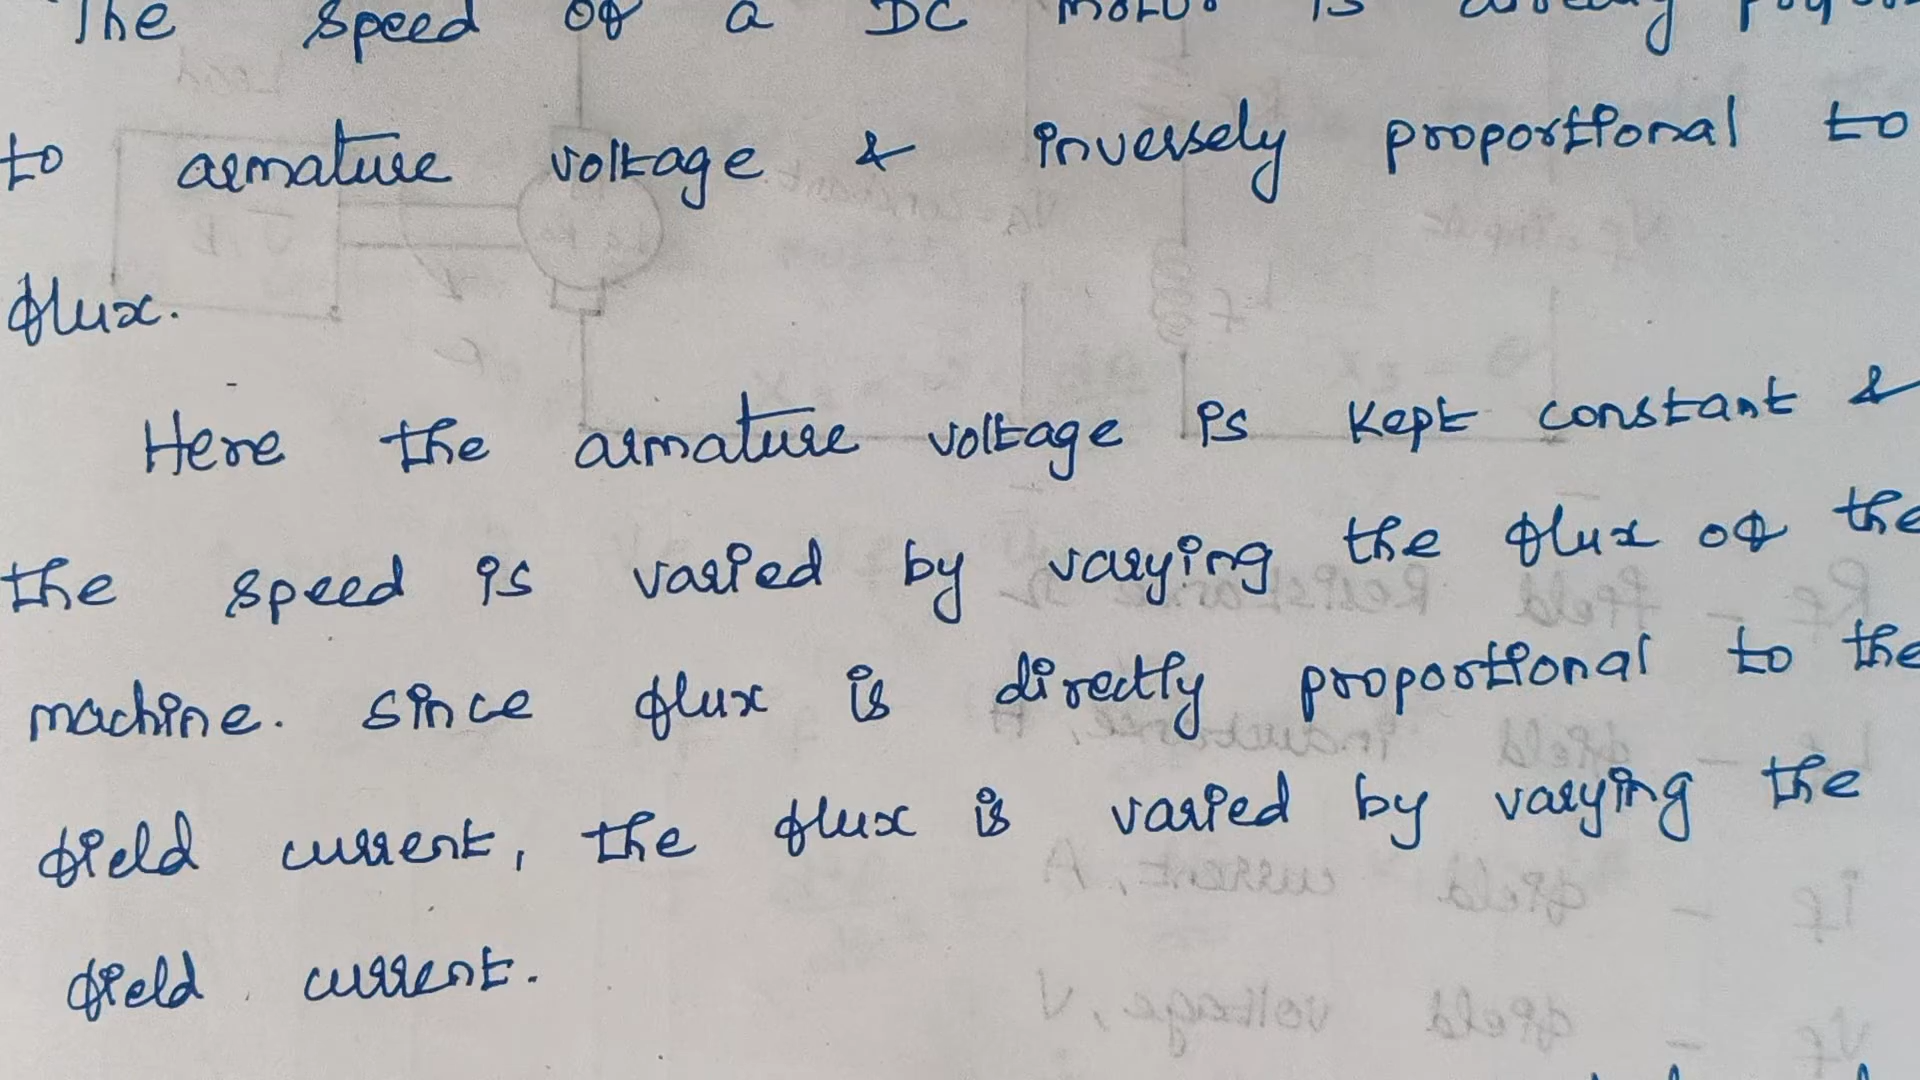 The speed of a DC motor is
to armature voltage & inversely proportional to
flux.
Here the armature voltage is kept constant &
the speed is varied by varying the flux of the
machine. since flux is directly proportional to the
field current, the flux is varied by varying the
field current.